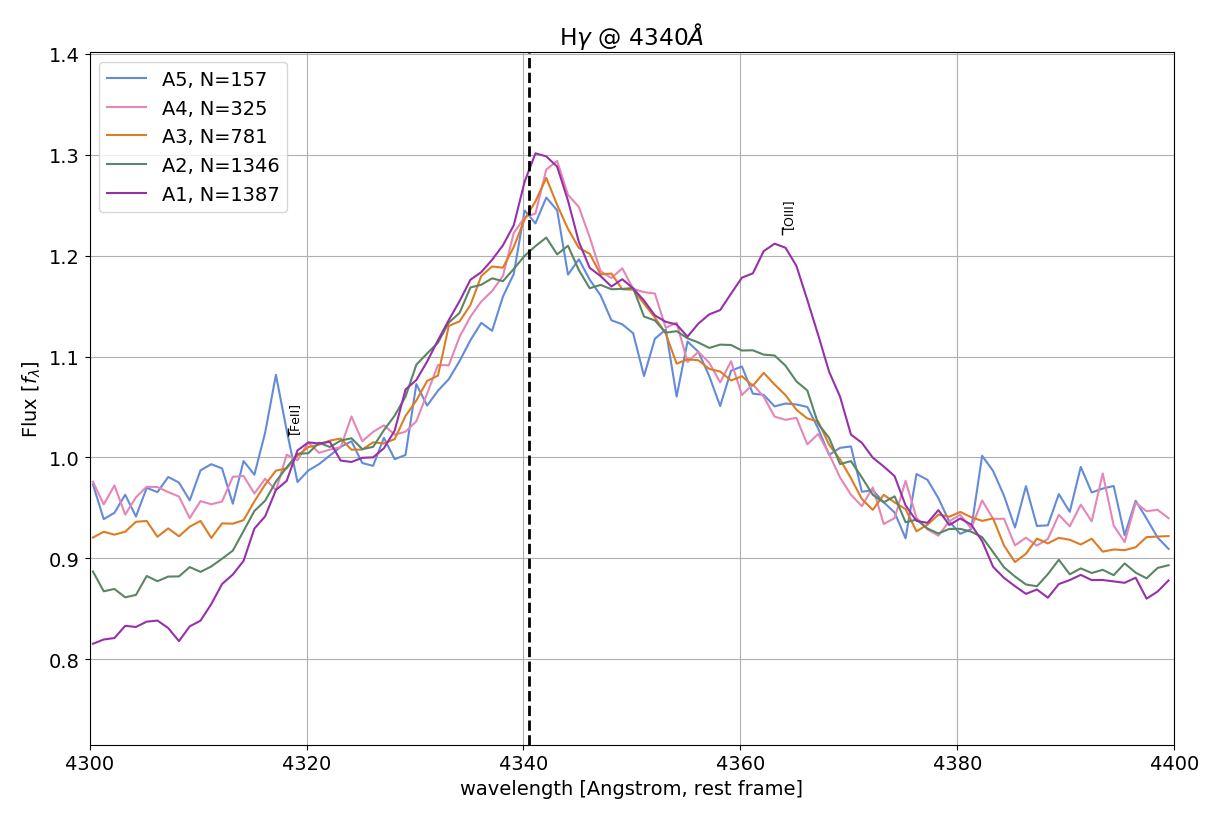 Hγ @ 4340Å
A5, N=157
A4, N=325
A3, N=781
A2, N=1346
A1, N=1387
[OIII]
[FeII]
Flux [fλ]
1.4
1.3
1.2
1.1
1.0
0.9
0.8
4300 4320 4340 4360 4380 4400
wavelength [Angstrom, rest frame]